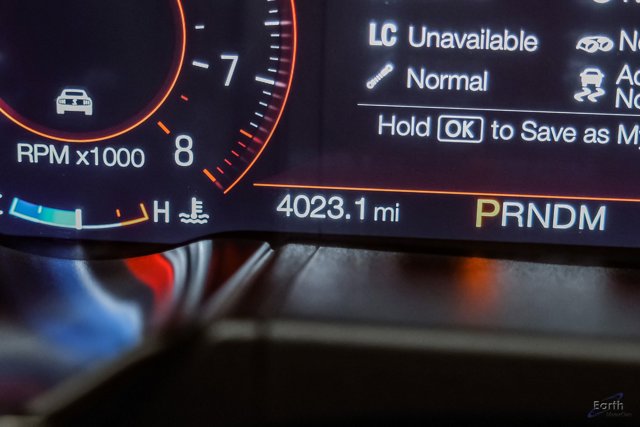 LC Unavailable
Normal
Hold OK to Save as
7
8
RPM x1000
H
4023.1 mi
PRNDM
Earth